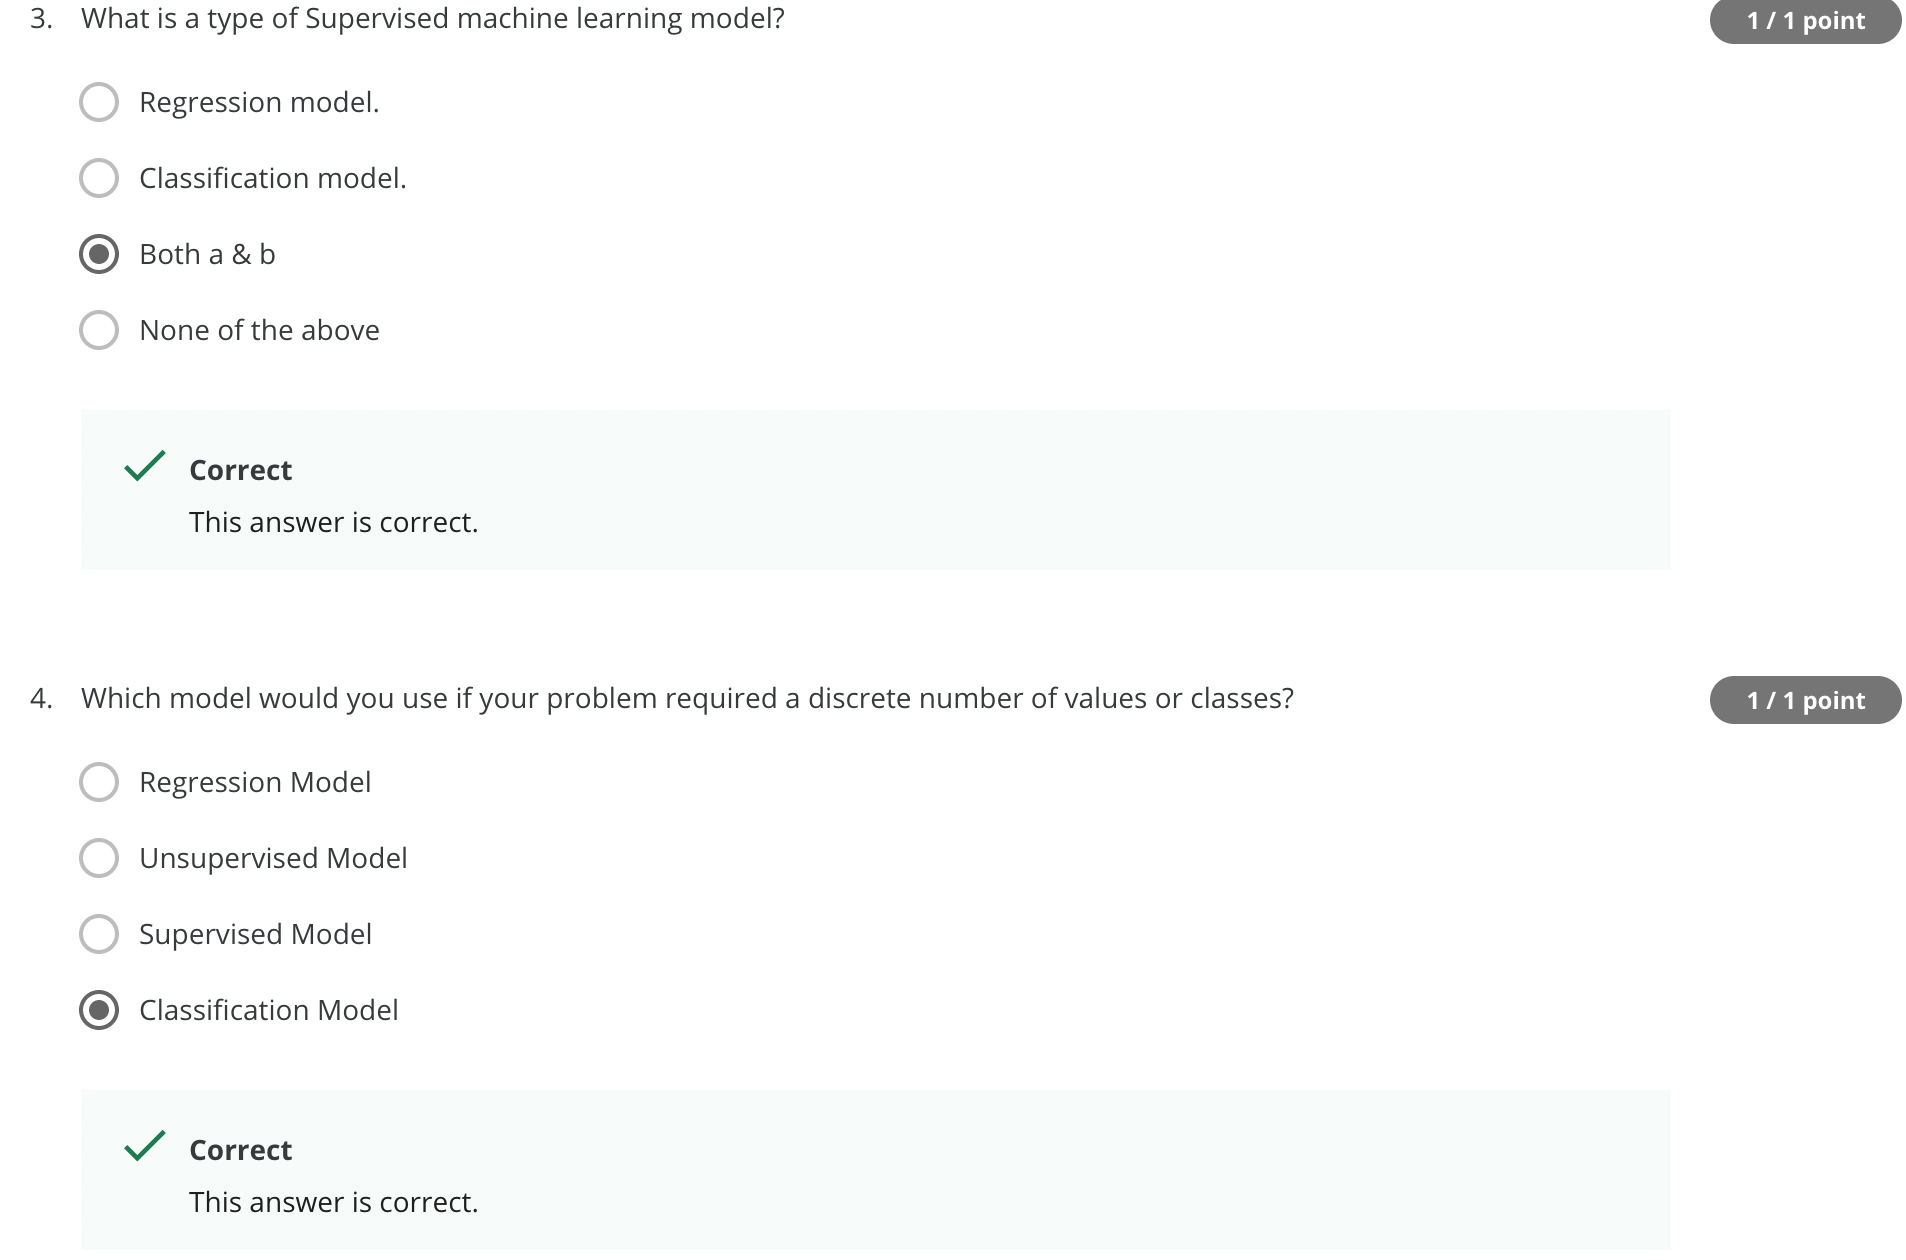 3. What is a type of Supervised machine learning model?
1 / 1 point
Regression model.
Classification model.
Both a & b
None of the above
Correct
This answer is correct.
4. Which model would you use if your problem required a discrete number of values or classes?
1 / 1 point
Regression Model
Unsupervised Model
Supervised Model
Classification Model
Correct
This answer is correct.